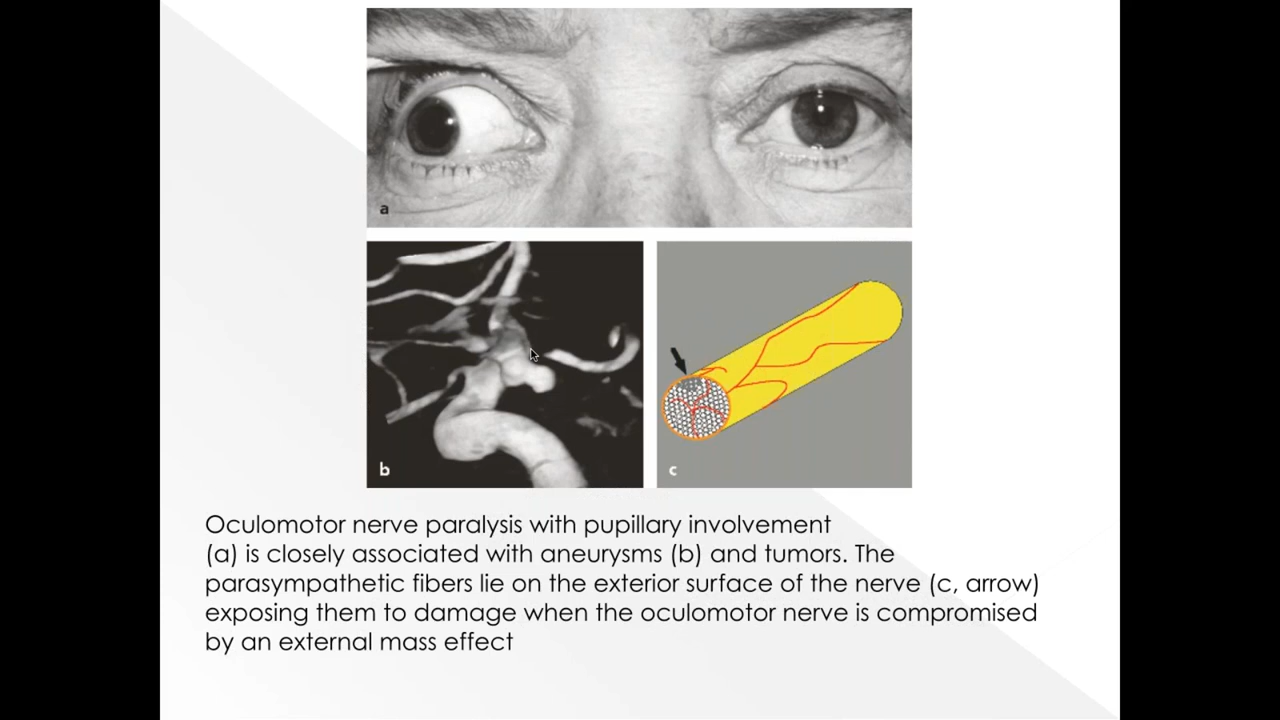 a
b
c
Oculomotor nerve paralysis with pupillary involvement
(a) is closely associated with aneurysms (b) and tumors. The
parasympathetic fibers lie on the exterior surface of the nerve (c, arrow)
exposing them to damage when the oculomotor nerve is compromised
by an external mass effect